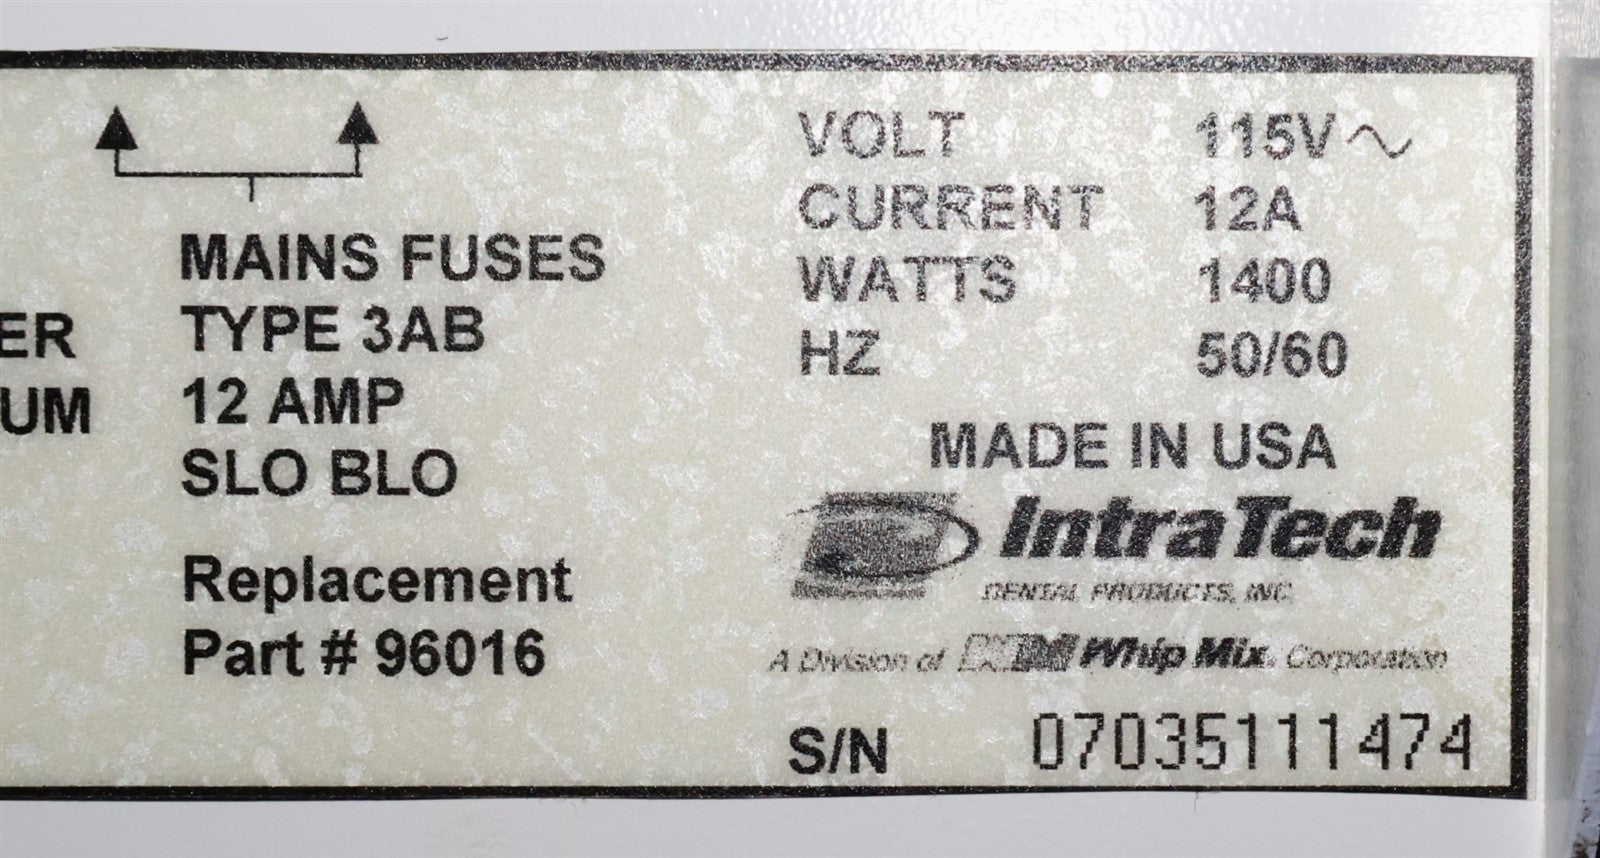 ER
UM
MAINS FUSES
TYPE 3AB
12 AMP
SLO BLO
Replacement
Part # 96016
VOLT 115V~
CURRENT 12A
WATTS 1400
HZ 50/60
MADE IN USA
IntraTech
DENTAL PRODUCTS, INC.
A Division of WM Whip Mix. Corporation
S/N 07035111474